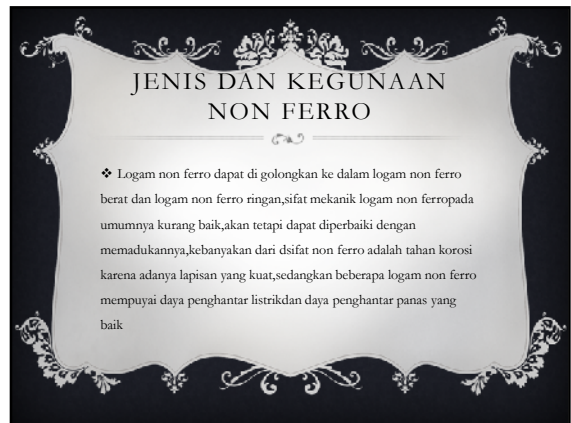 JENIS DAN KEGUNAAN
NON FERRO
❖ Logam non ferro dapat di golongkan ke dalam logam non ferro
berat dan logam non ferro ringan,sifat mekanik logam non ferropada
umumnya kurang baik,akan tetapi dapat diperbaiki dengan
memadukannya,kebanyakan dari dsifat non ferro adalah tahan korosi
karena adanya lapisan yang kuat,sedangkan beberapa logam non ferro
mempuyai daya penghantar listrikdan daya penghantar panas yang
baik